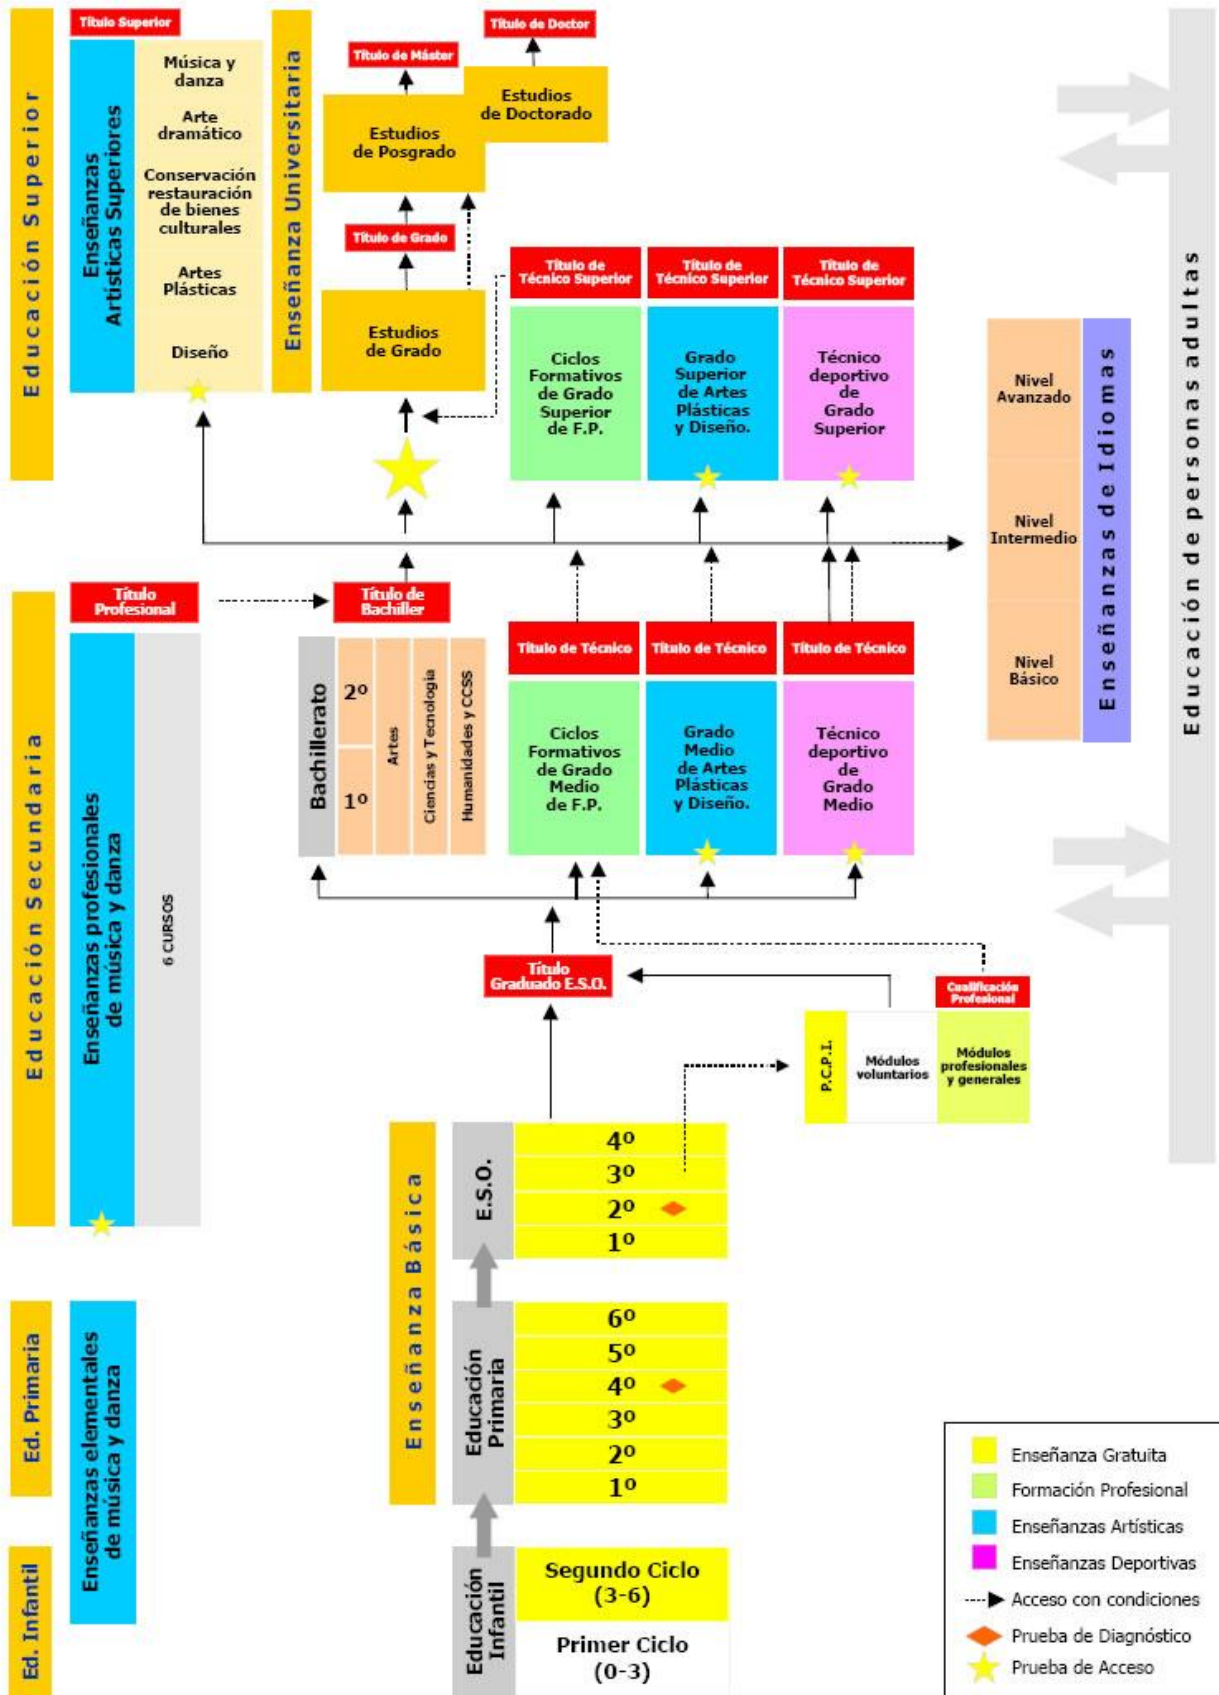 Educación Superior
Título Superior
Enseñanzas
Artísticas Superiores
Música y
danza
Arte
dramático
Conservación
restauración
de bienes
culturales
Artes
Plásticas
Diseño
Enseñanza Universitaria
Título de Doctor
Título de Máster
Estudios
de Doctorado
Estudios
de Posgrado
Título de Grado
Estudios
de Grado
Título de
Técnico Superior
Título de
Técnico Superior
Título de
Técnico Superior
Ciclos
Formativos
de Grado
Superior
de F.P.
Grado
Superior
de Artes
Plásticas
y Diseño.
Técnico
deportivo
de
Grado
Superior
Nivel
Avanzado
Nivel
Intermedio
Nivel
Básico
Enseñanzas de Idiomas
Educación de personas adultas
Educación Secundaria
Título
Profesional
Enseñanzas profesionales
de música y danza
6 CURSOS
Título de
Bachiller
Bachillerato
2º
1º
Artes
Ciencias y Tecnología
Humanidades y CCSS
Título de Técnico
Título de Técnico
Título de Técnico
Ciclos
Formativos
de Grado
Medio
de F.P.
Grado
Medio
de Artes
Plásticas
y Diseño.
Técnico
deportivo
de
Grado
Medio
Título
Graduado E.S.O.
Cualificación
Profesional
P.C.P.I.
Módulos
voluntarios
Módulos
profesionales
y generales
Enseñanza Básica
E.S.O.
4º
3º
2º
1º
Ed. Primaria
Enseñanzas elementales
de música y danza
Educación
Primaria
6º
5º
4º
3º
2º
1º
Ed. Infantil
Educación
Infantil
Segundo Ciclo
(3-6)
Primer Ciclo
(0-3)
Enseñanza Gratuita
Formación Profesional
Enseñanzas Artísticas
Enseñanzas Deportivas
Acceso con condiciones
Prueba de Diagnóstico
Prueba de Acceso